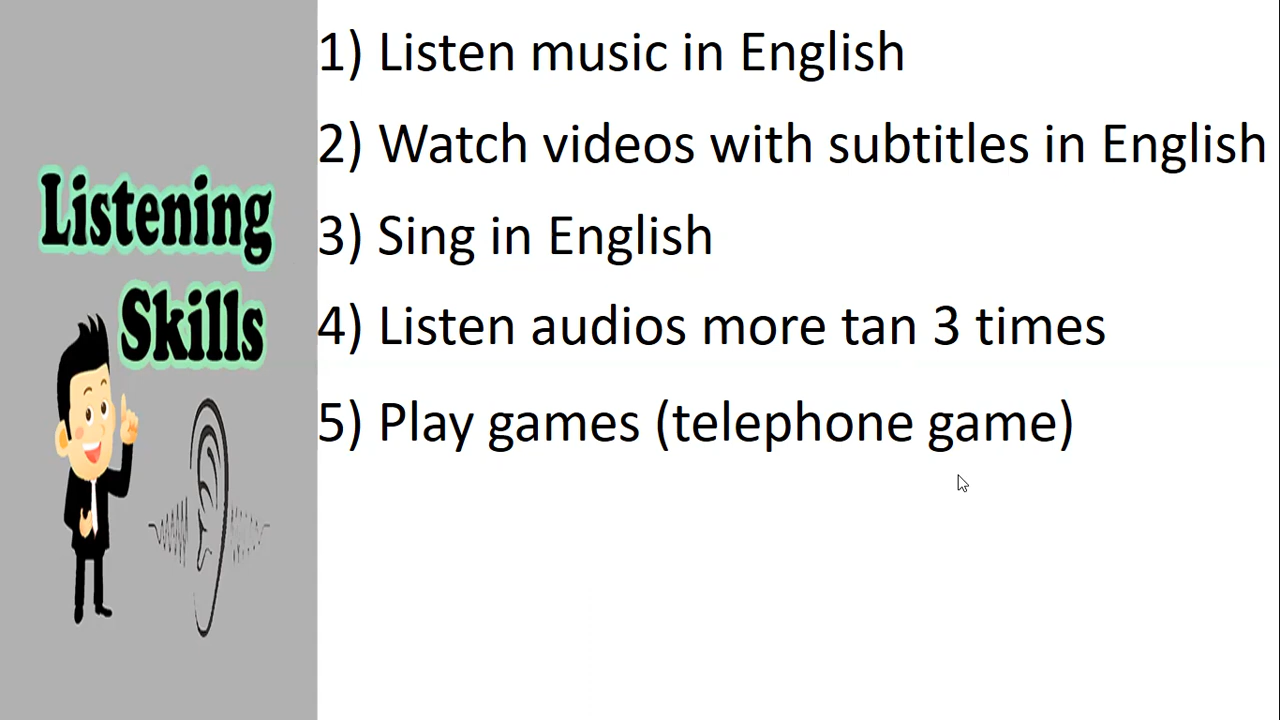 Listening
Skills
1) Listen music in English
2) Watch videos with subtitles in English
3) Sing in English
4) Listen audios more tan 3 times
5) Play games (telephone game)